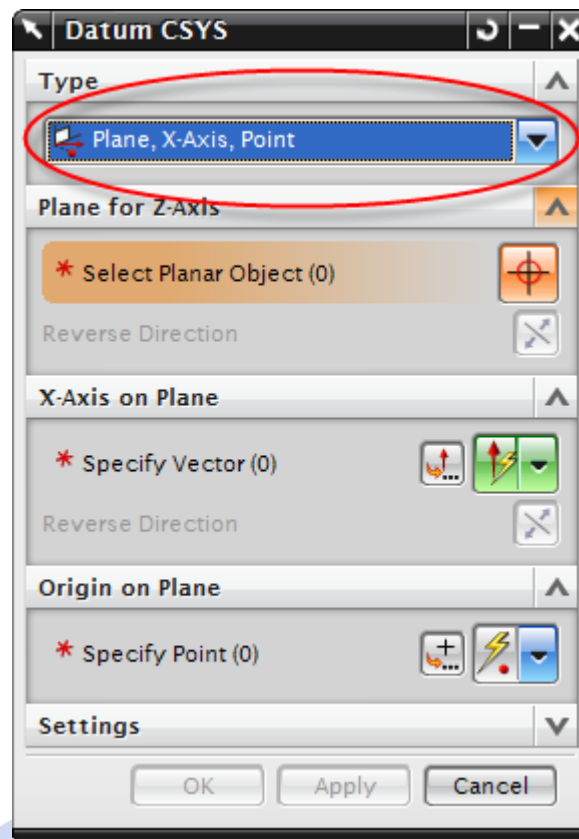 Datum CSYS
Type
Plane, X-Axis, Point
Plane for Z-Axis
* Select Planar Object (0)
Reverse Direction
X-Axis on Plane
* Specify Vector (0)
Reverse Direction
Origin on Plane
* Specify Point (0)
Settings
OK Apply Cancel